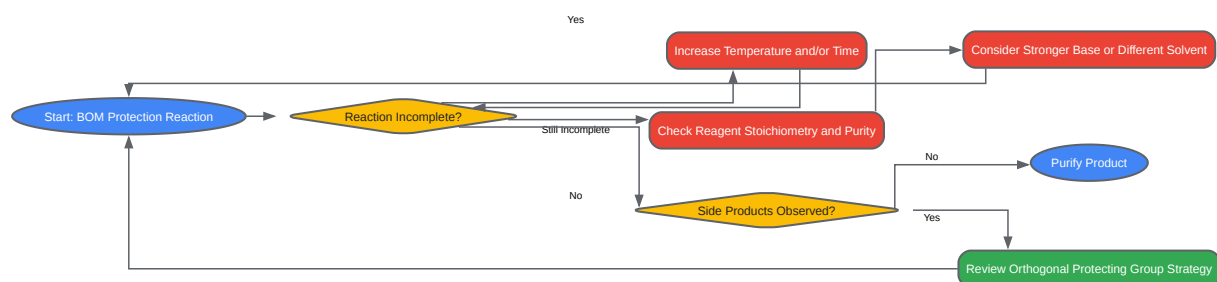 Yes
Increase Temperature and/or Time
Consider Stronger Base or Different Solvent
Start: BOM Protection Reaction
Reaction Incomplete?
Still Incomplete
Check Reagent Stoichiometry and Purity
No
Purify Product
No
Side Products Observed?
Yes
Review Orthogonal Protecting Group Strategy